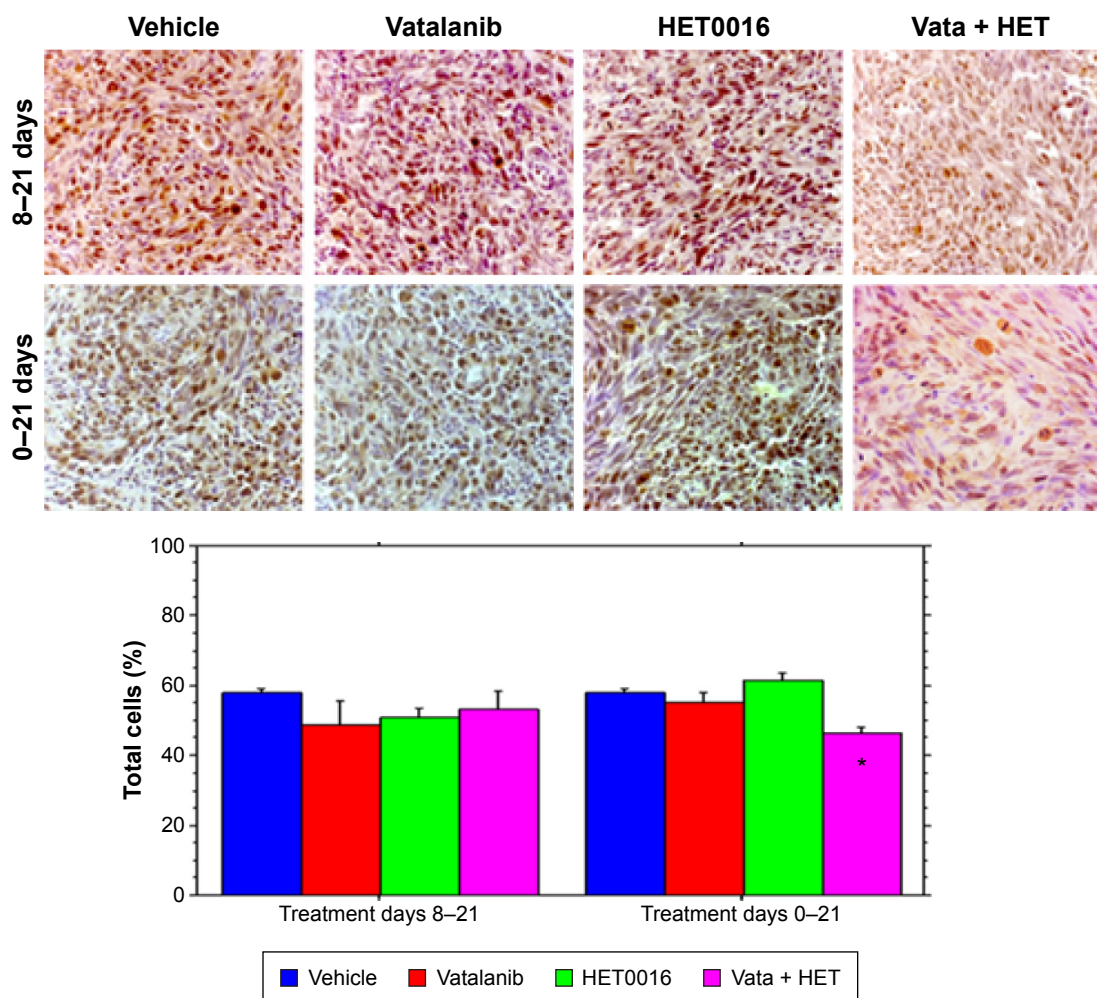 Vehicle Vatalanib HET0016 Vata + HET
8–21 days
0–21 days
Total cells (%)
100
80
60
40
20
0
*
Treatment days 8–21 Treatment days 0–21
Vehicle Vatalanib HET0016 Vata + HET